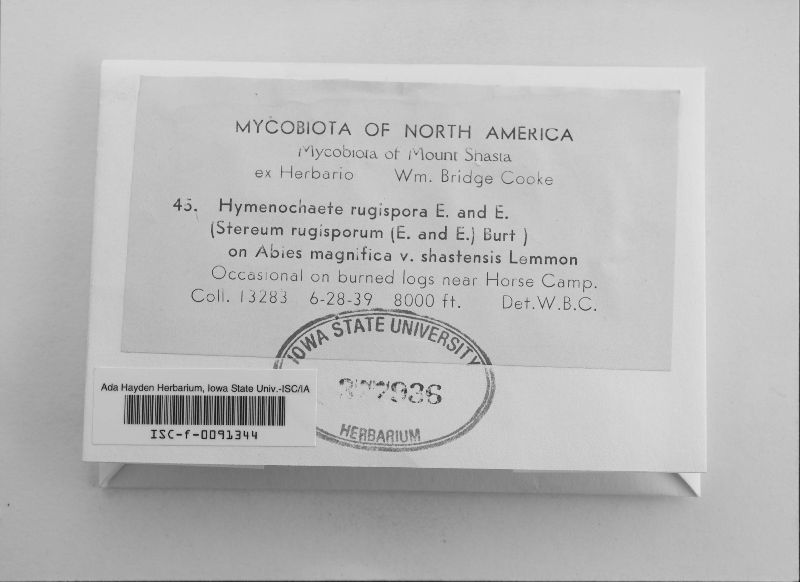 MYCOBIOTA OF NORTH AMERICA
Mycobiota of Mount Shasta
ex Herbario Wm. Bridge Cooke
45. Hymenochaete rugispora E. and E.
(Stereum rugisporum (E. and E.) Burt )
on Abies magnifica v. shastensis Lemmon
Occasional on burned logs near Horse Camp.
Coll. 13283 6-28-39 8000 ft. Det.W.B.C.
IOWA STATE UNIVERSITY
HERBARIUM
Ada Hayden Herbarium, Iowa State Univ.-ISC/IA
ISC-f-0091344